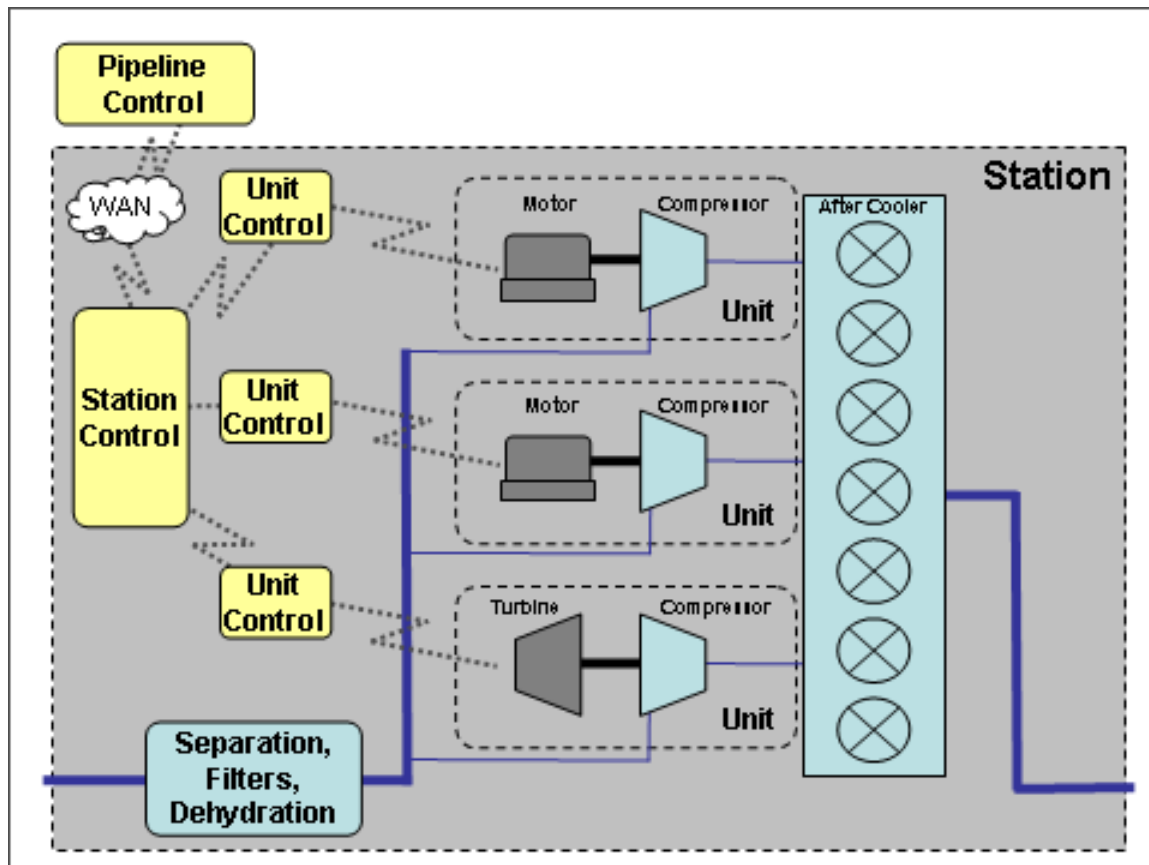 Pipeline
Control
Station
WAN
Unit
Control
Motor
Compressor
After Cooler
Unit
Station
Control
Unit
Control
Motor
Compressor
Unit
Unit
Control
Turbine
Compressor
Unit
Separation,
Filters,
Dehydration